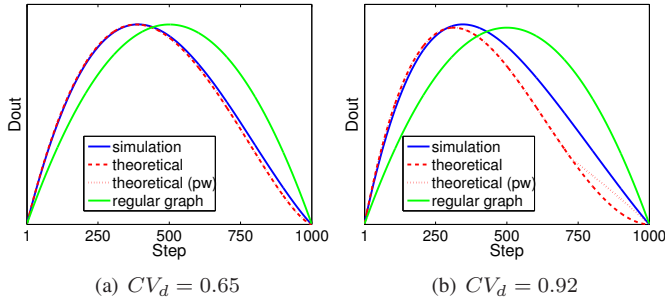 Dout
simulation
theoretical
theoretical (pw)
regular graph
1 250 500 750 1000
Step
(a) CV_d = 0.65
Dout
simulation
theoretical
theoretical (pw)
regular graph
1 250 500 750 1000
Step
(b) CV_d = 0.92